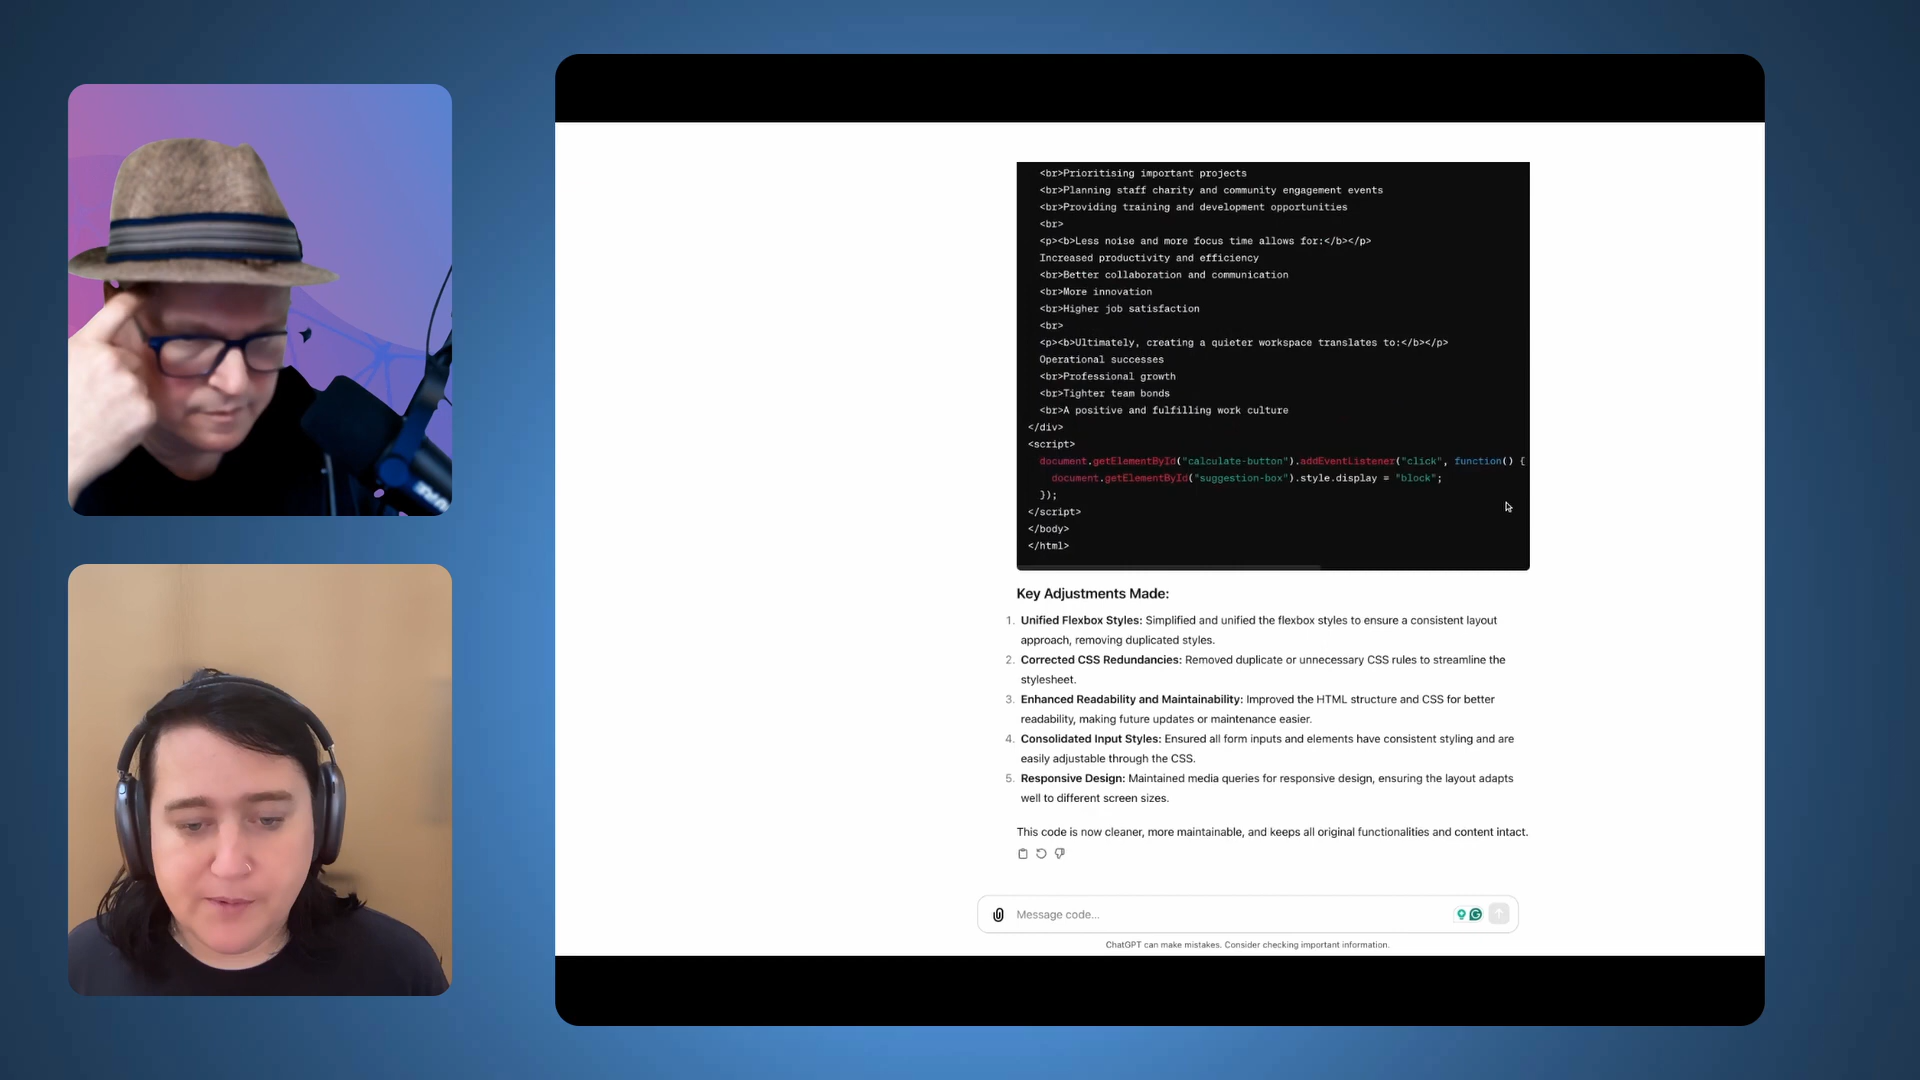 <br>Prioritising important projects
<br>Planning staff charity and community engagement events
<br>Providing training and development opportunities
<br>
<p><b>Less noise and more focus time allows for:</b></p>
Increased productivity and efficiency
<br>Better collaboration and communication
<br>More innovation
<br>Higher job satisfaction
<br>
<p><b>Ultimately, creating a quieter workspace translates to:</b></p>
Operational successes
<br>Professional growth
<br>Tighter team bonds
<br>A positive and fulfilling work culture
</div>
<script>
document.getElementById("calculate-button").addEventListener("click", function() {
document.getElementById("suggestion-box").style.display = "block";
});
</script>
</body>
</html>
Key Adjustments Made:
1. Unified Flexbox Styles: Simplified and unified the flexbox styles to ensure a consistent layout
approach, removing duplicated styles.
2. Corrected CSS Redundancies: Removed duplicate or unnecessary CSS rules to streamline the
stylesheet.
3. Enhanced Readability and Maintainability: Improved the HTML structure and CSS for better
readability, making future updates or maintenance easier.
4. Consolidated Input Styles: Ensured all form inputs and elements have consistent styling and are
easily adjustable through the CSS.
5. Responsive Design: Maintained media queries for responsive design, ensuring the layout adapts
well to different screen sizes.
This code is now cleaner, more maintainable, and keeps all original functionalities and content intact.
Message code...
ChatGPT can make mistakes. Consider checking important information.